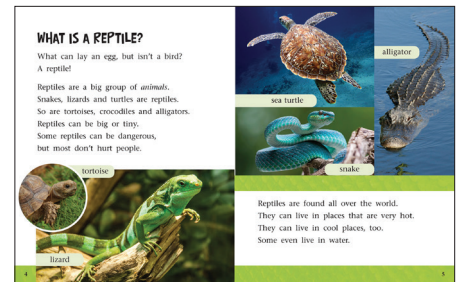 WHAT IS A REPTILE?
What can lay an egg, but isn't a bird?
A reptile!
Reptiles are a big group of animals.
Snakes, lizards and turtles are reptiles.
So are tortoises, crocodiles and alligators.
Reptiles can be big or tiny.
Some reptiles can be dangerous,
but most don't hurt people.
tortoise
lizard
4
sea turtle
alligator
snake
Reptiles are found all over the world.
They can live in places that are very hot.
They can live in cool places, too.
Some even live in water.
5